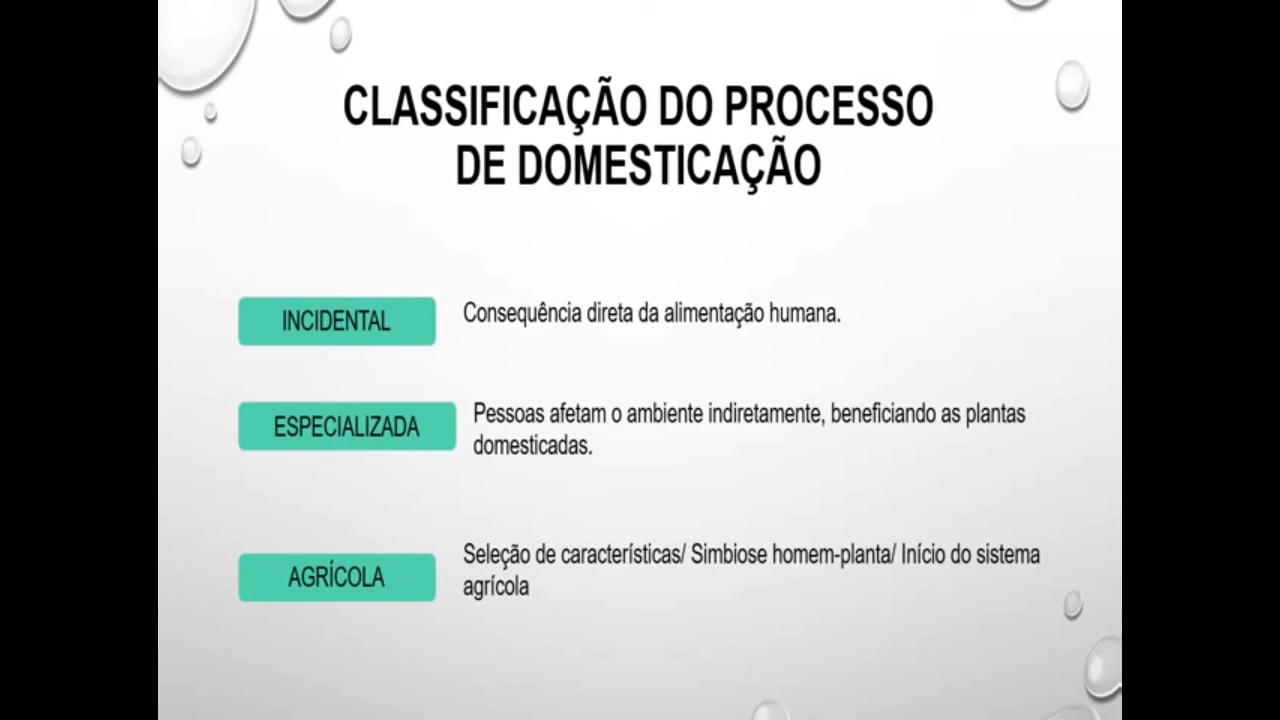 CLASSIFICAÇÃO DO PROCESSO
DE DOMESTICAÇÃO
INCIDENTAL
Consequência direta da alimentação humana.
ESPECIALIZADA
Pessoas afetam o ambiente indiretamente, beneficiando as plantas
domesticadas.
AGRÍCOLA
Seleção de características/ Simbiose homem-planta/ Início do sistema
agrícola